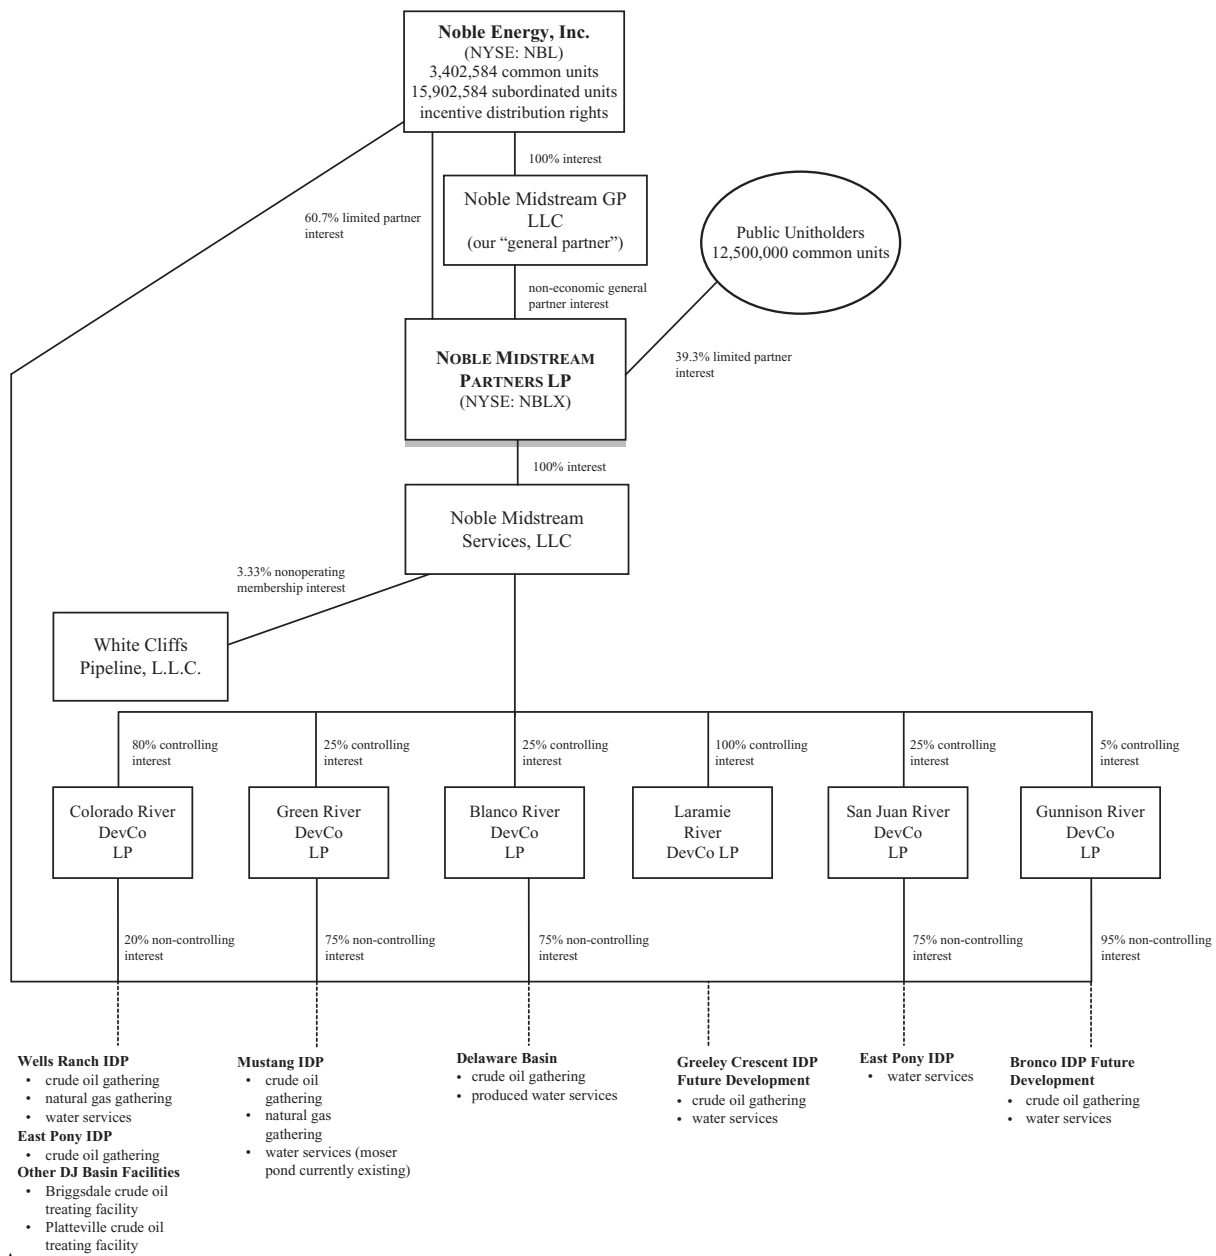 Noble Energy, Inc.
(NYSE: NBL)
3,402,584 common units
15,902,584 subordinated units
incentive distribution rights
100% interest
60.7% limited partner
interest
Noble Midstream GP
LLC
(our “general partner”)
Public Unitholders
12,500,000 common units
non-economic general
partner interest
39.3% limited partner
interest
NOBLE MIDSTREAM
PARTNERS LP
(NYSE: NBLX)
100% interest
Noble Midstream
Services, LLC
3.33% nonoperating
membership interest
White Cliffs
Pipeline, L.L.C.
80% controlling
interest
25% controlling
interest
25% controlling
interest
100% controlling
interest
25% controlling
interest
5% controlling
interest
Colorado River
DevCo
LP
Green River
DevCo
LP
Blanco River
DevCo
LP
Laramie
River
DevCo LP
San Juan River
DevCo
LP
Gunnison River
DevCo
LP
20% non-controlling
interest
75% non-controlling
interest
75% non-controlling
interest
75% non-controlling
interest
95% non-controlling
interest
Wells Ranch IDP
• crude oil gathering
• natural gas gathering
• water services
East Pony IDP
• crude oil gathering
Other DJ Basin Facilities
• Briggsdale crude oil
treating facility
• Platteville crude oil
treating facility
Mustang IDP
• crude oil
gathering
• natural gas
gathering
• water services (moser
pond currently existing)
Delaware Basin
• crude oil gathering
• produced water services
Greeley Crescent IDP
Future Development
• crude oil gathering
• water services
East Pony IDP
• water services
Bronco IDP Future
Development
• crude oil gathering
• water services